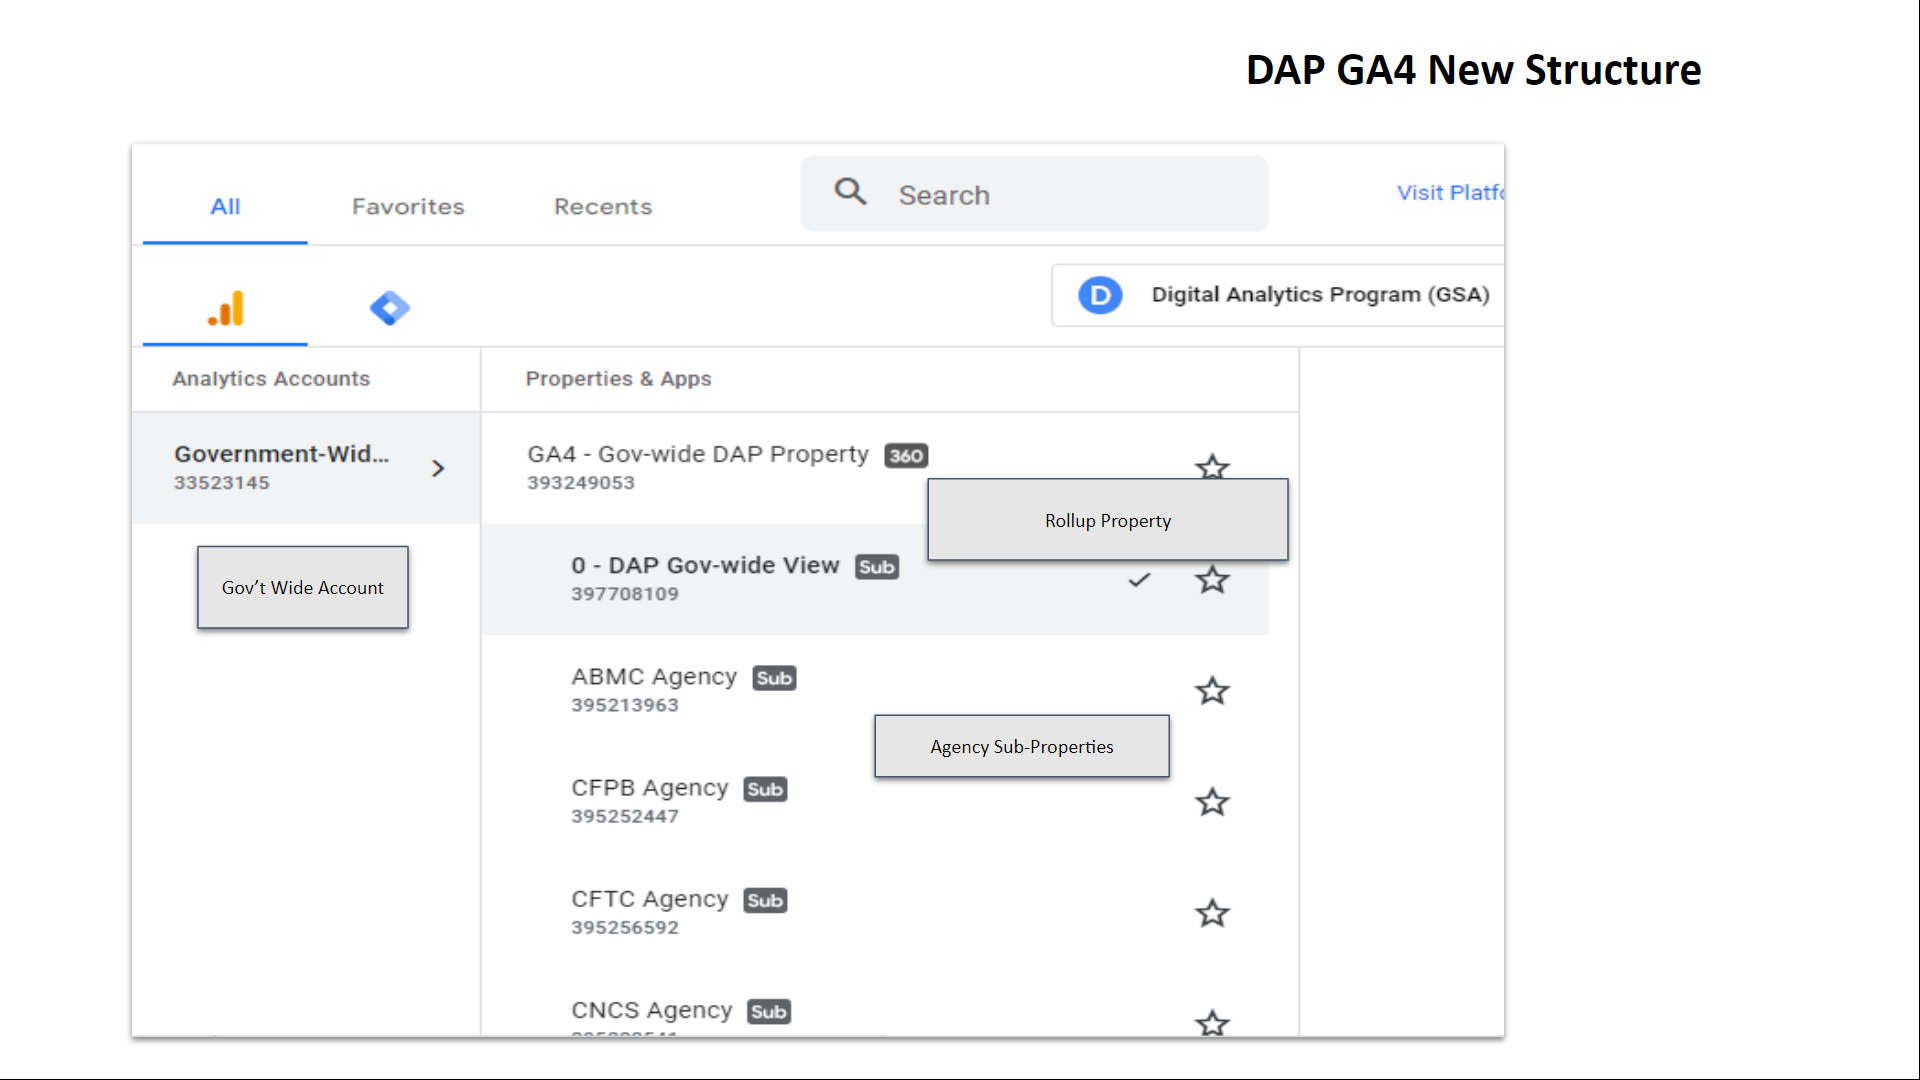 DAP GA4 New Structure
All Favorites Recents Search Visit
D Digital Analytics Program (GSA)
Analytics Accounts Properties & Apps
Government-Wid...
33523145
Gov't Wide Account
GA4 - Gov-wide DAP Property 360
393249053
Rollup Property
0 - DAP Gov-wide View Sub
397708109
ABMC Agency Sub
395213963
Agency Sub-Properties
CFPB Agency Sub
395252447
CFTC Agency Sub
395256592
CNCS Agency Sub